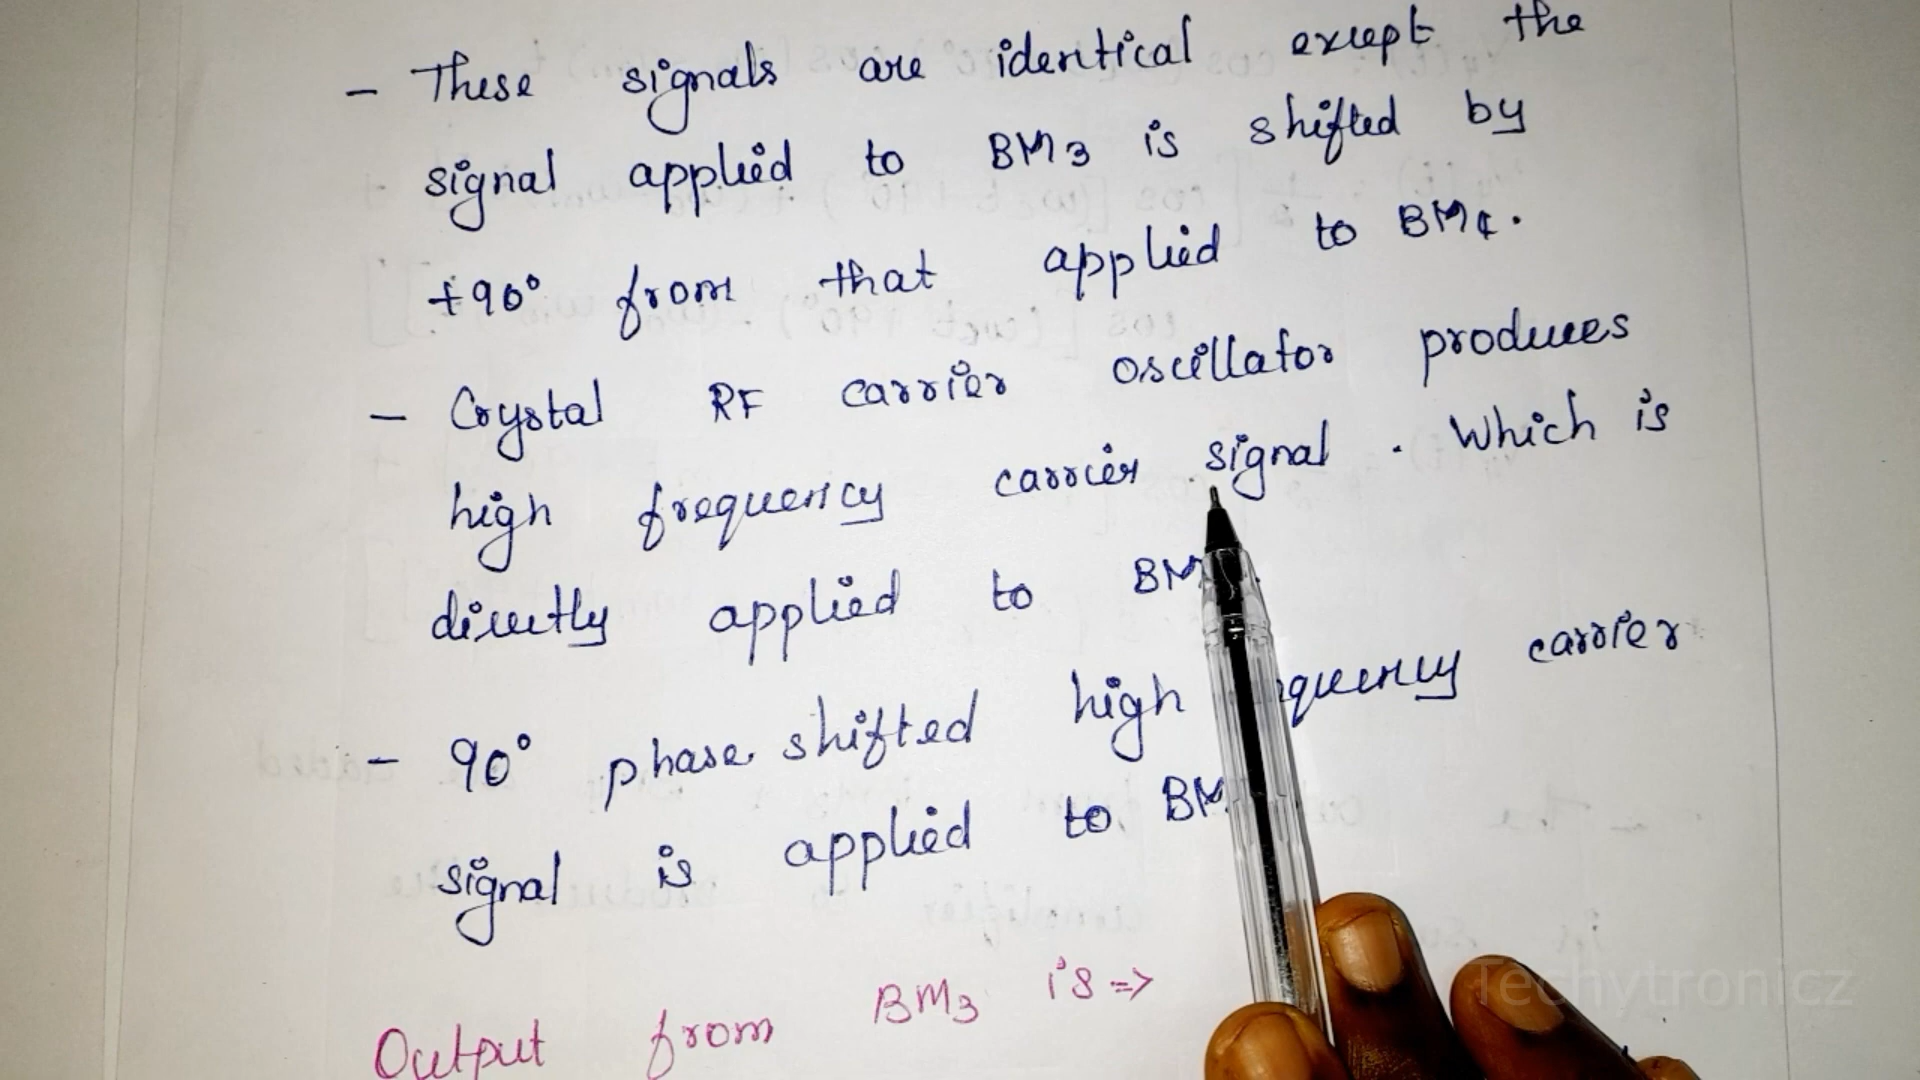 - These signals are identical except the
signal applied to BM3 is shifted by
+90° from that applied to BM4.
- Crystal RF carrier oscillator produces
high frequency carrier signal. Which is
directly applied to
- 90° phase shifted high carrier
signal is applied to
Output from BM3 is =>
Techytronicz